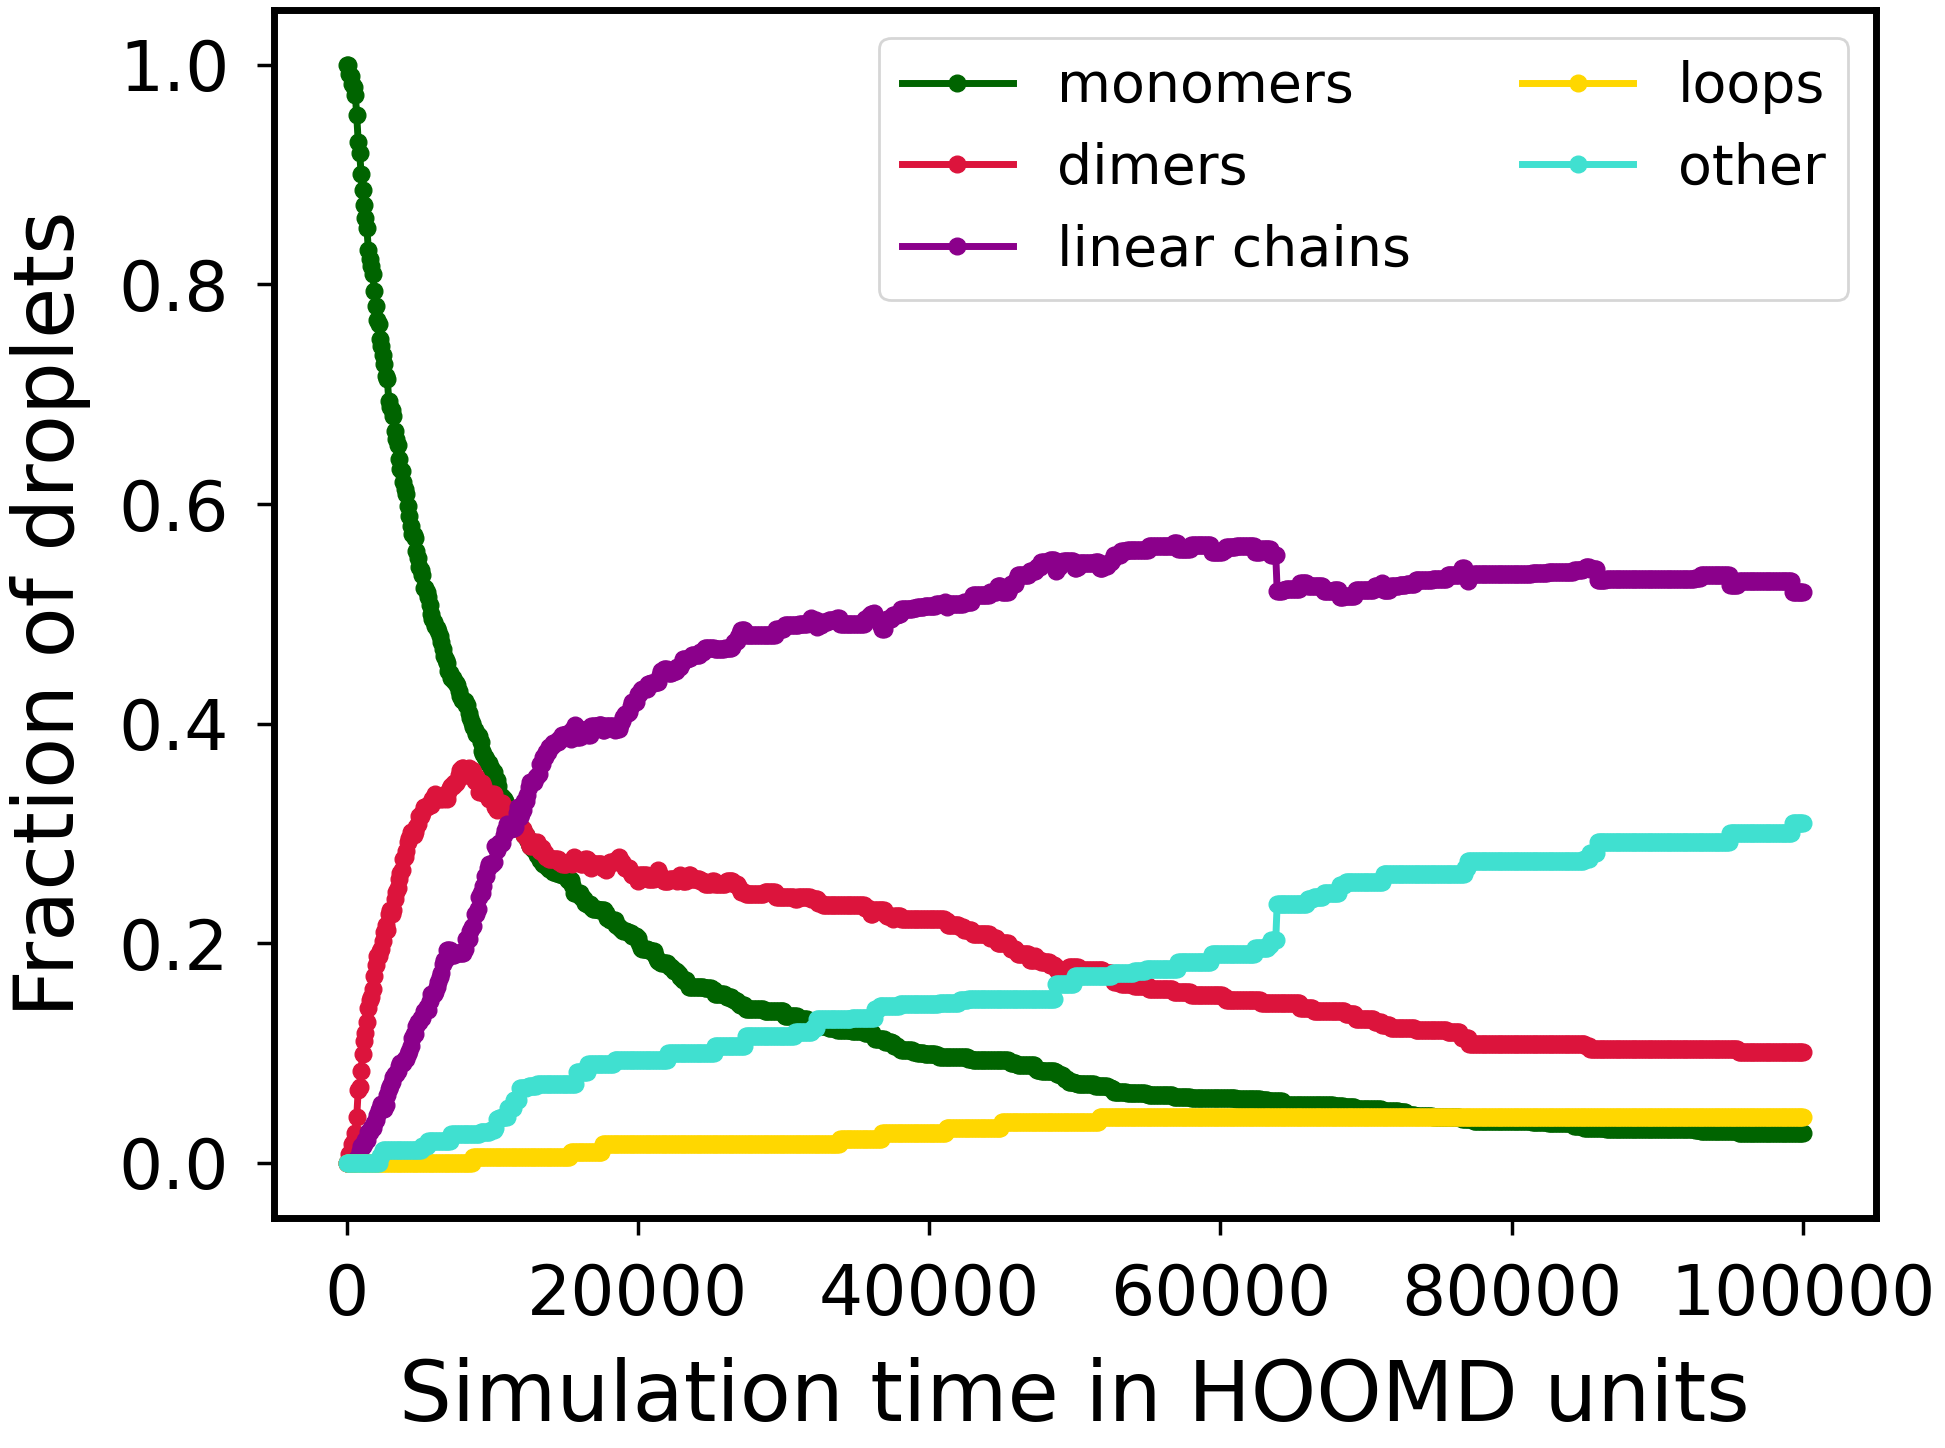 Fraction of droplets
1.0
0.8
0.6
0.4
0.2
0.0
monomers
dimers
linear chains
loops
other
0 20000 40000 60000 80000 100000
Simulation time in HOOMD units